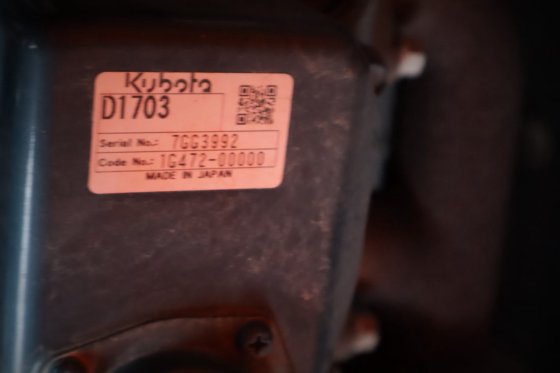 Kubota
D1703
Serial No.: 7GG3992
Code No.: 1G472-00000
MADE IN JAPAN